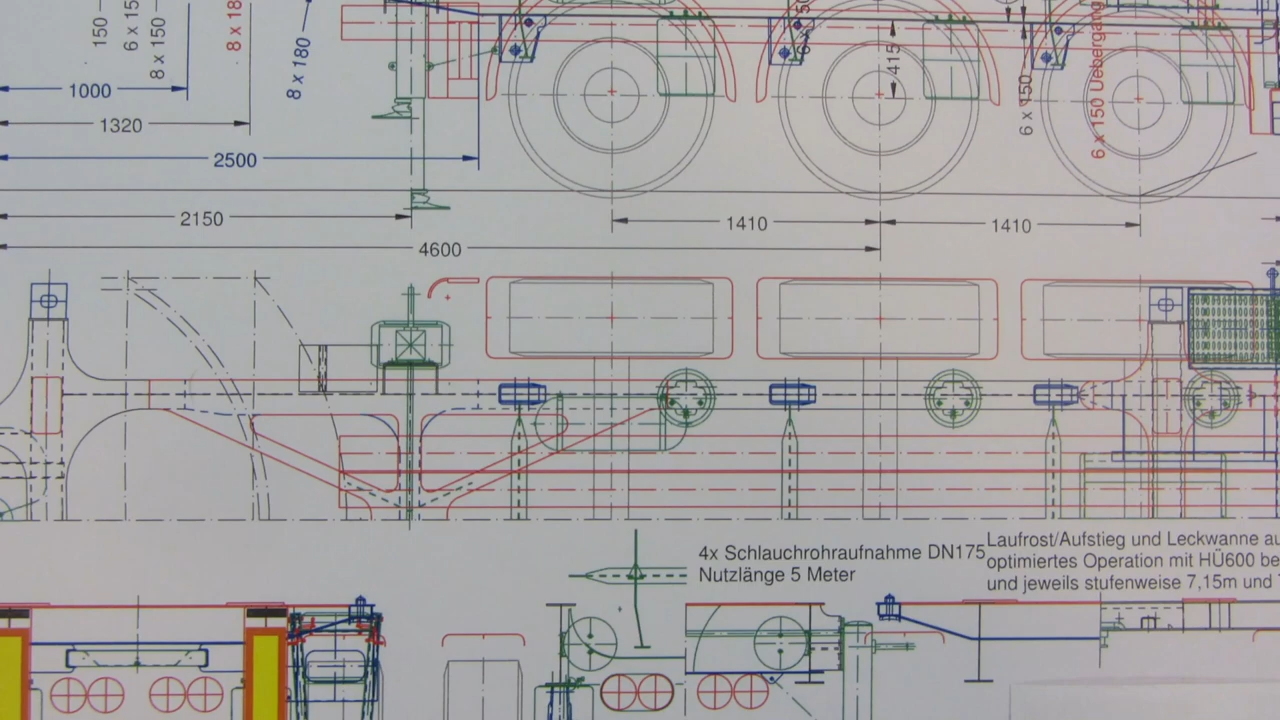 150
6 x 15
8 x 150
8 x 18
8 x 180
415
6 x 150
6 x 150 Uebergang
1000
1320
2500
2150
1410
1410
4600
4x Schlauchrohraufnahme DN175
Nutzlänge 5 Meter
Laufrost/Aufstieg und Leckwanne au
optimiertes Operation mit HÜ600 be
und jeweils stufenweise 7,15m und